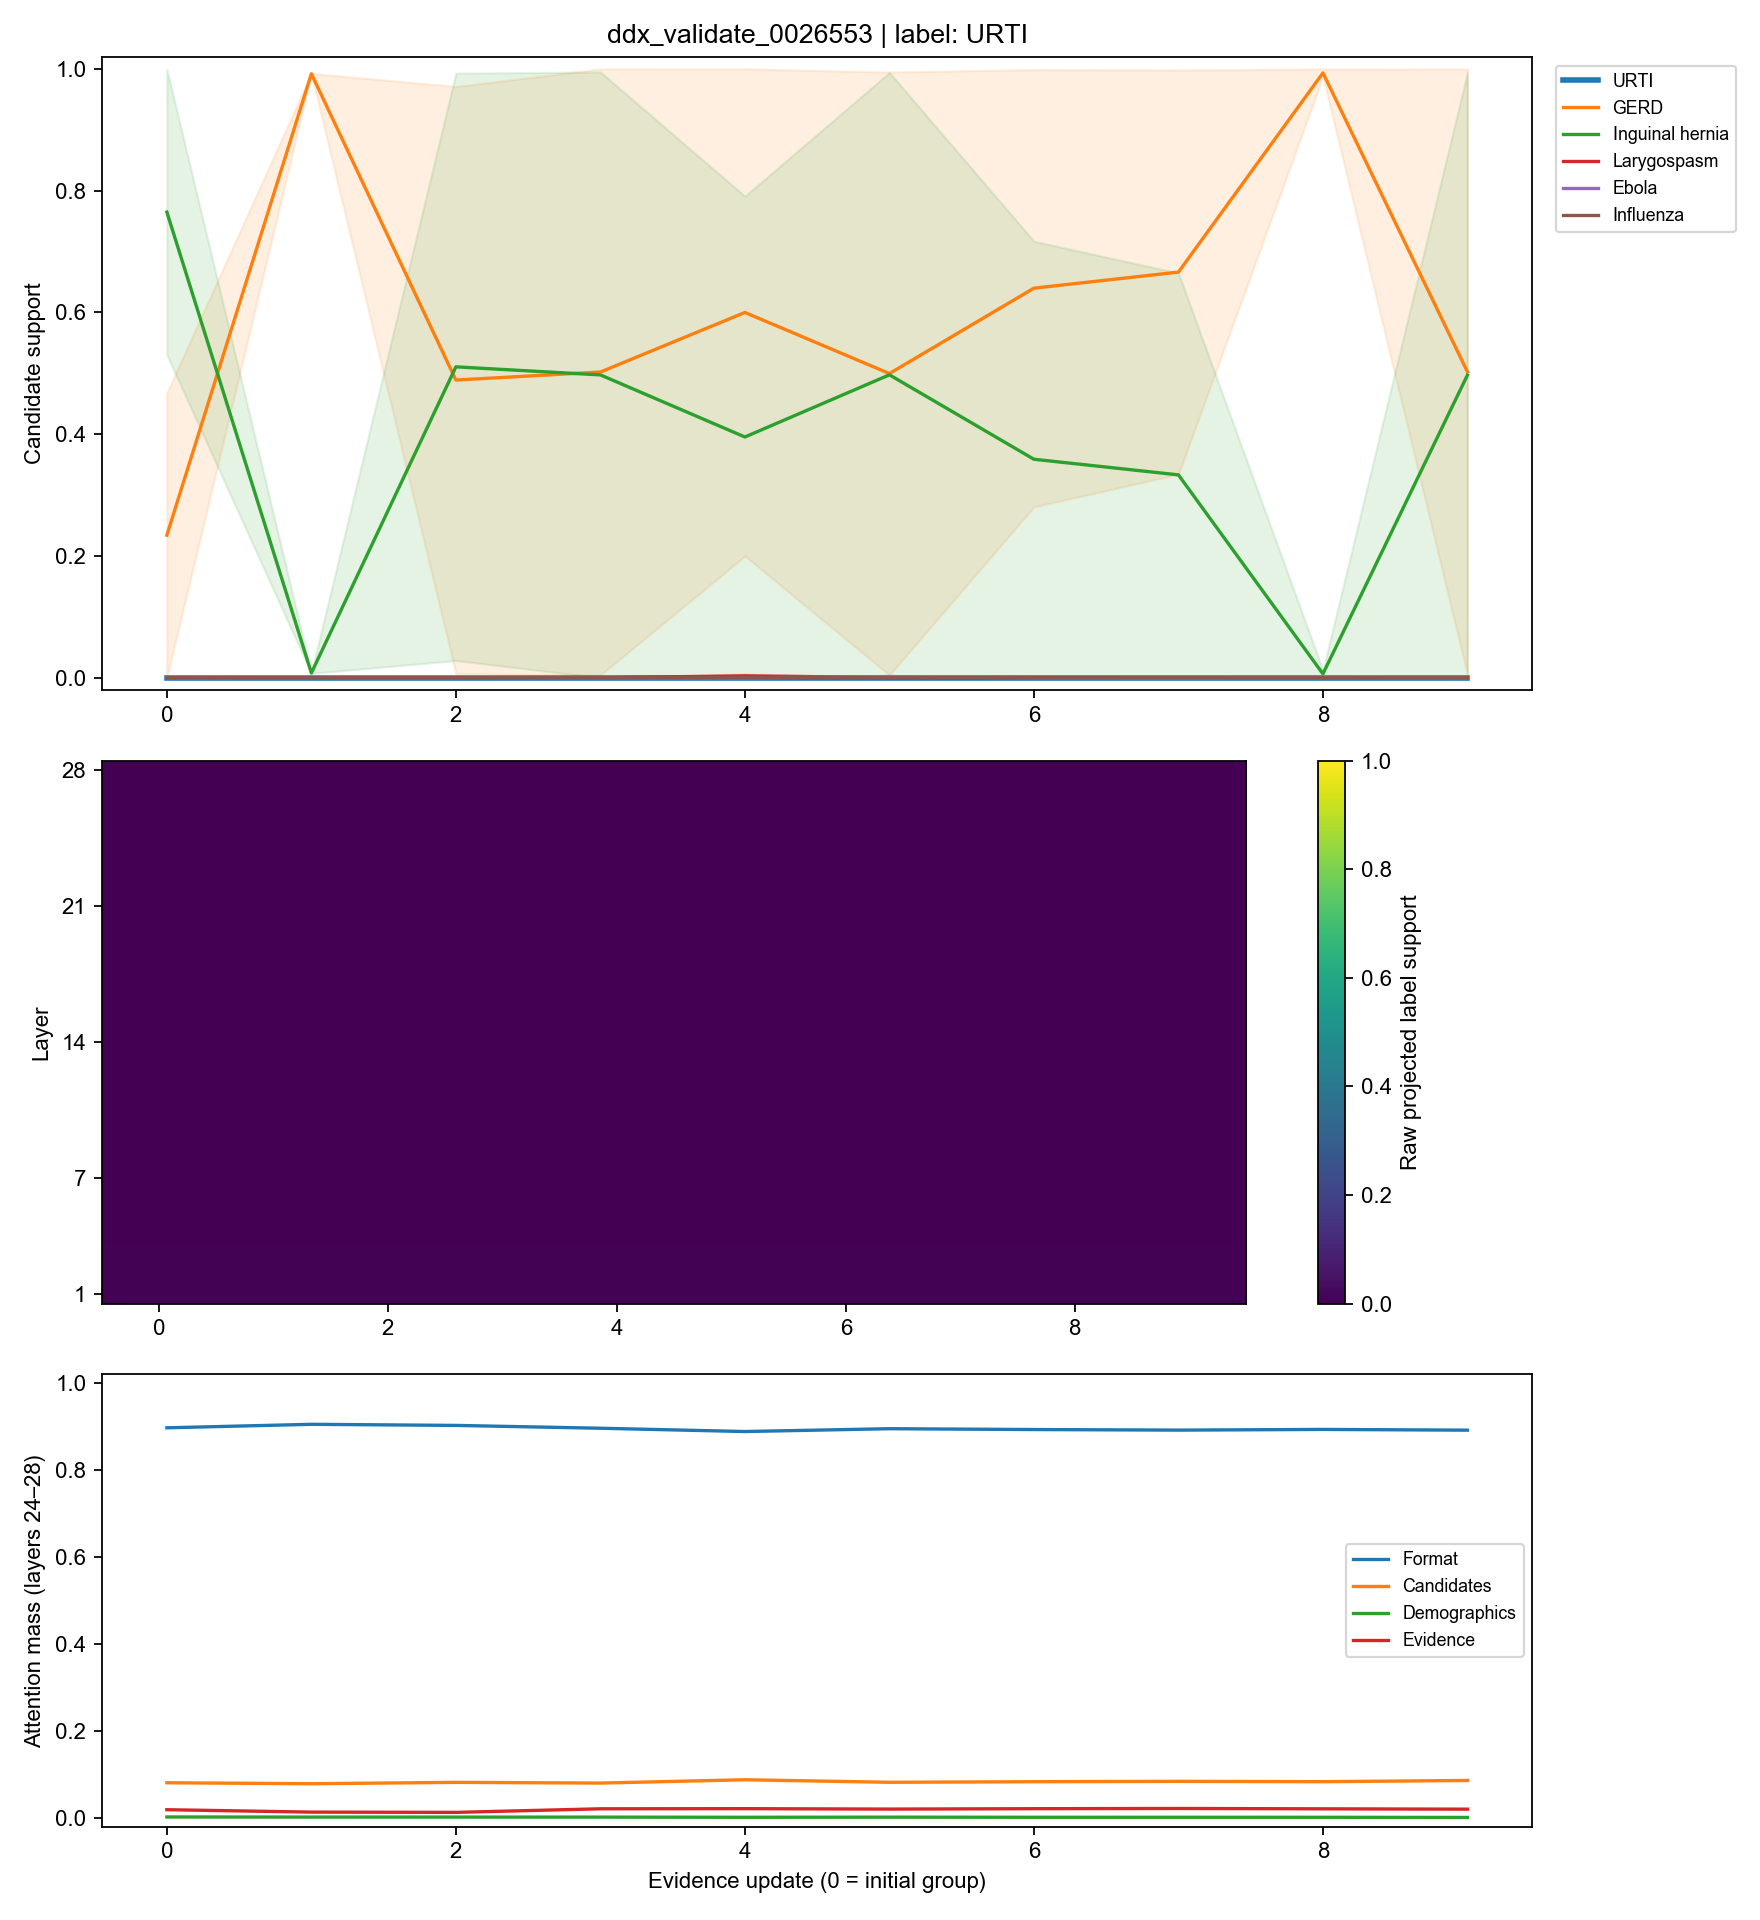 ddx_validate_0026553 | label: URTI
Candidate support
1.0
0.8
0.6
0.4
0.2
0.0
0 2 4 6 8
URTI
GERD
Inguinal hernia
Larygospasm
Ebola
Influenza
Layer
28
21
14
7
1
0 2 4 6 8
1.0
0.8
0.6
0.4
0.2
0.0
Raw projected label support
Attention mass (layers 24–28)
1.0
0.8
0.6
0.4
0.2
0.0
Format
Candidates
Demographics
Evidence
0 2 4 6 8
Evidence update (0 = initial group)